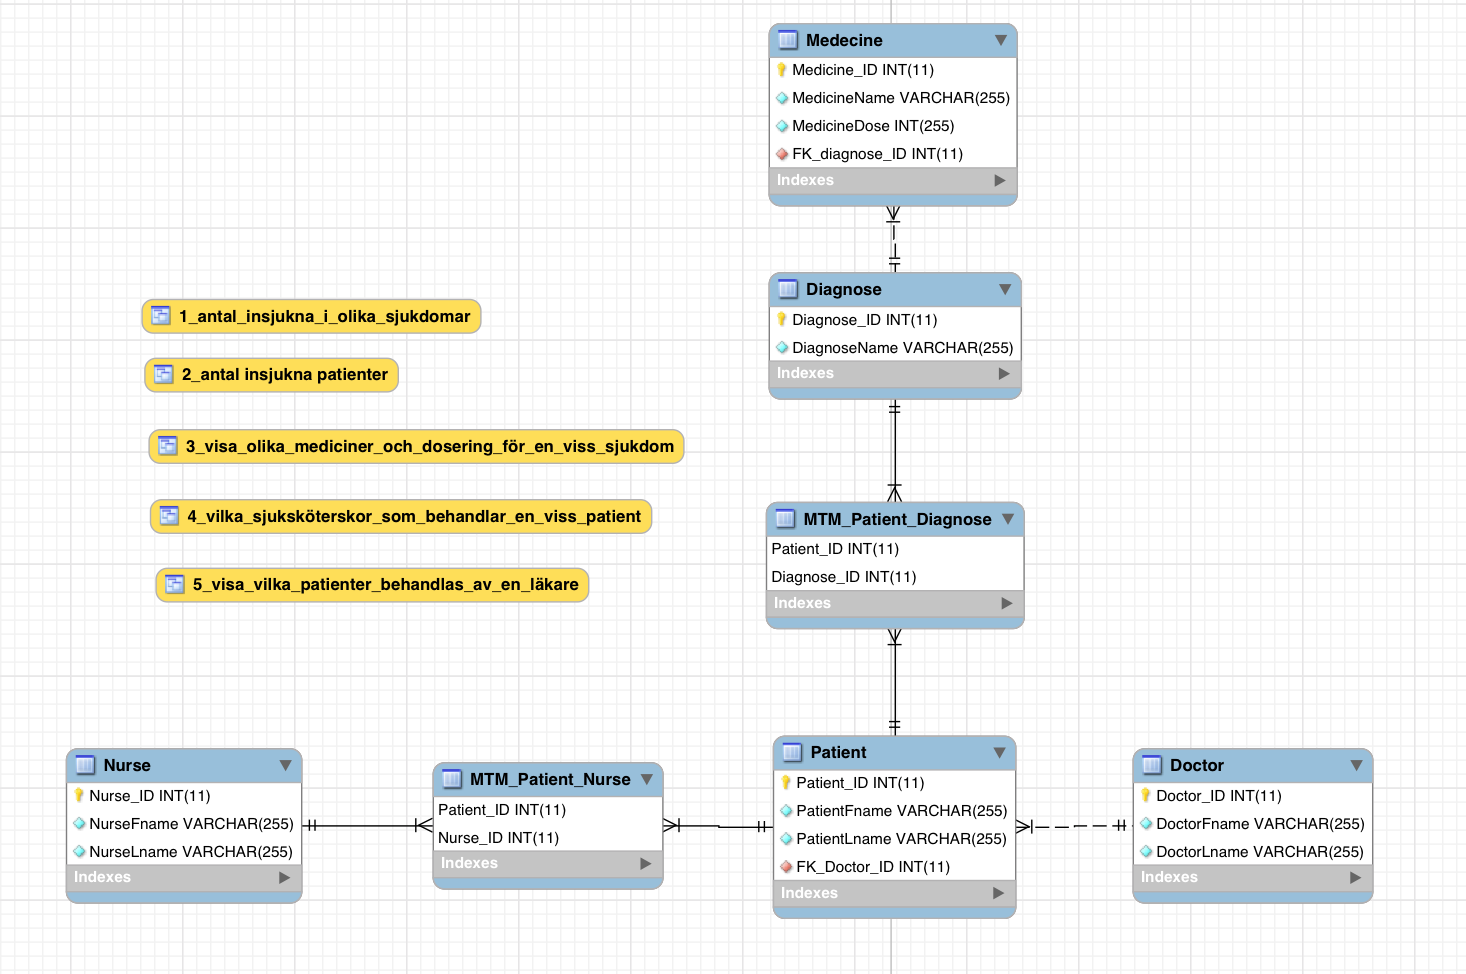 Medecine
Medicine_ID INT(11)
MedicineName VARCHAR(255)
MedicineDose INT(255)
FK_diagnose_ID INT(11)
Indexes
Diagnose
Diagnose_ID INT(11)
DiagnoseName VARCHAR(255)
Indexes
1_antal_insjukna_i_olika_sjukdomar
2_antal insjukna patienter
3_visa_olika_mediciner_och_dosering_för_en_viss_sjukdom
4_vilka_sjuksköterskor_som_behandlar_en_viss_patient
5_visa_vilka_patienter_behandlas_av_en_läkare
MTM_Patient_Diagnose
Patient_ID INT(11)
Diagnose_ID INT(11)
Indexes
Nurse
Nurse_ID INT(11)
NurseFname VARCHAR(255)
NurseLname VARCHAR(255)
Indexes
MTM_Patient_Nurse
Patient_ID INT(11)
Nurse_ID INT(11)
Indexes
Patient
Patient_ID INT(11)
PatientFname VARCHAR(255)
PatientLname VARCHAR(255)
FK_Doctor_ID INT(11)
Indexes
Doctor
Doctor_ID INT(11)
DoctorFname VARCHAR(255)
DoctorLname VARCHAR(255)
Indexes